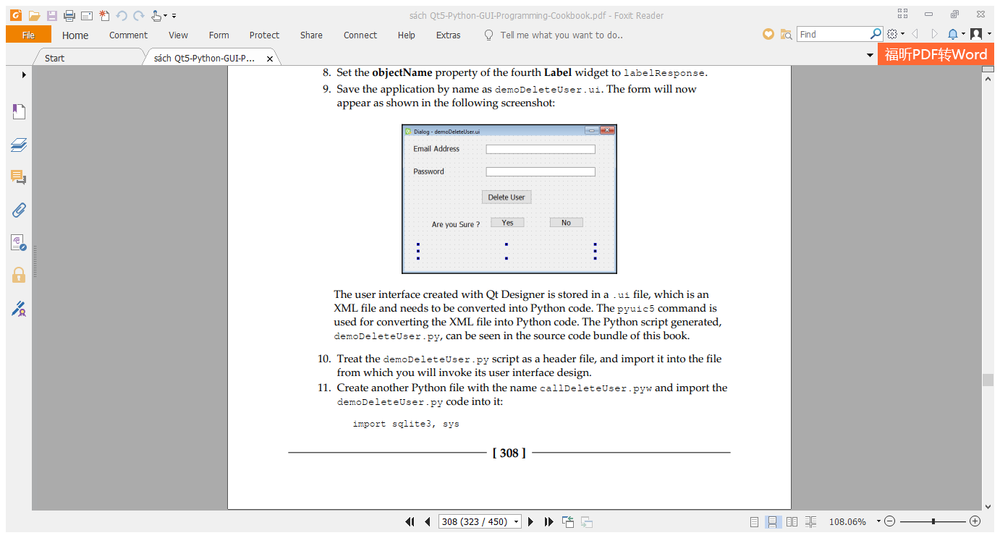 sách Qt5-Python-GUI-Programming-Cookbook.pdf - Foxit Reader
File Home Comment View Form Protect Share Connect Help Extras Tell me what you want to do.. Find
Start sách Qt5-Python-GUI-P... 福昕PDF转Word
8. Set the objectName property of the fourth Label widget to labelResponse.
9. Save the application by name as demoDeleteUser.ui. The form will now
appear as shown in the following screenshot:
Dialog - demoDeleteUser.ui
Email Address
Password
Delete User
Are you Sure ? Yes No
The user interface created with Qt Designer is stored in a .ui file, which is an
XML file and needs to be converted into Python code. The pyuic5 command is
used for converting the XML file into Python code. The Python script generated,
demoDeleteUser.py, can be seen in the source code bundle of this book.
10. Treat the demoDeleteUser.py script as a header file, and import it into the file
from which you will invoke its user interface design.
11. Create another Python file with the name callDeleteUser.pyw and import the
demoDeleteUser.py code into it:
import sqlite3, sys
[ 308 ]
308 (323 / 450) 108.06%